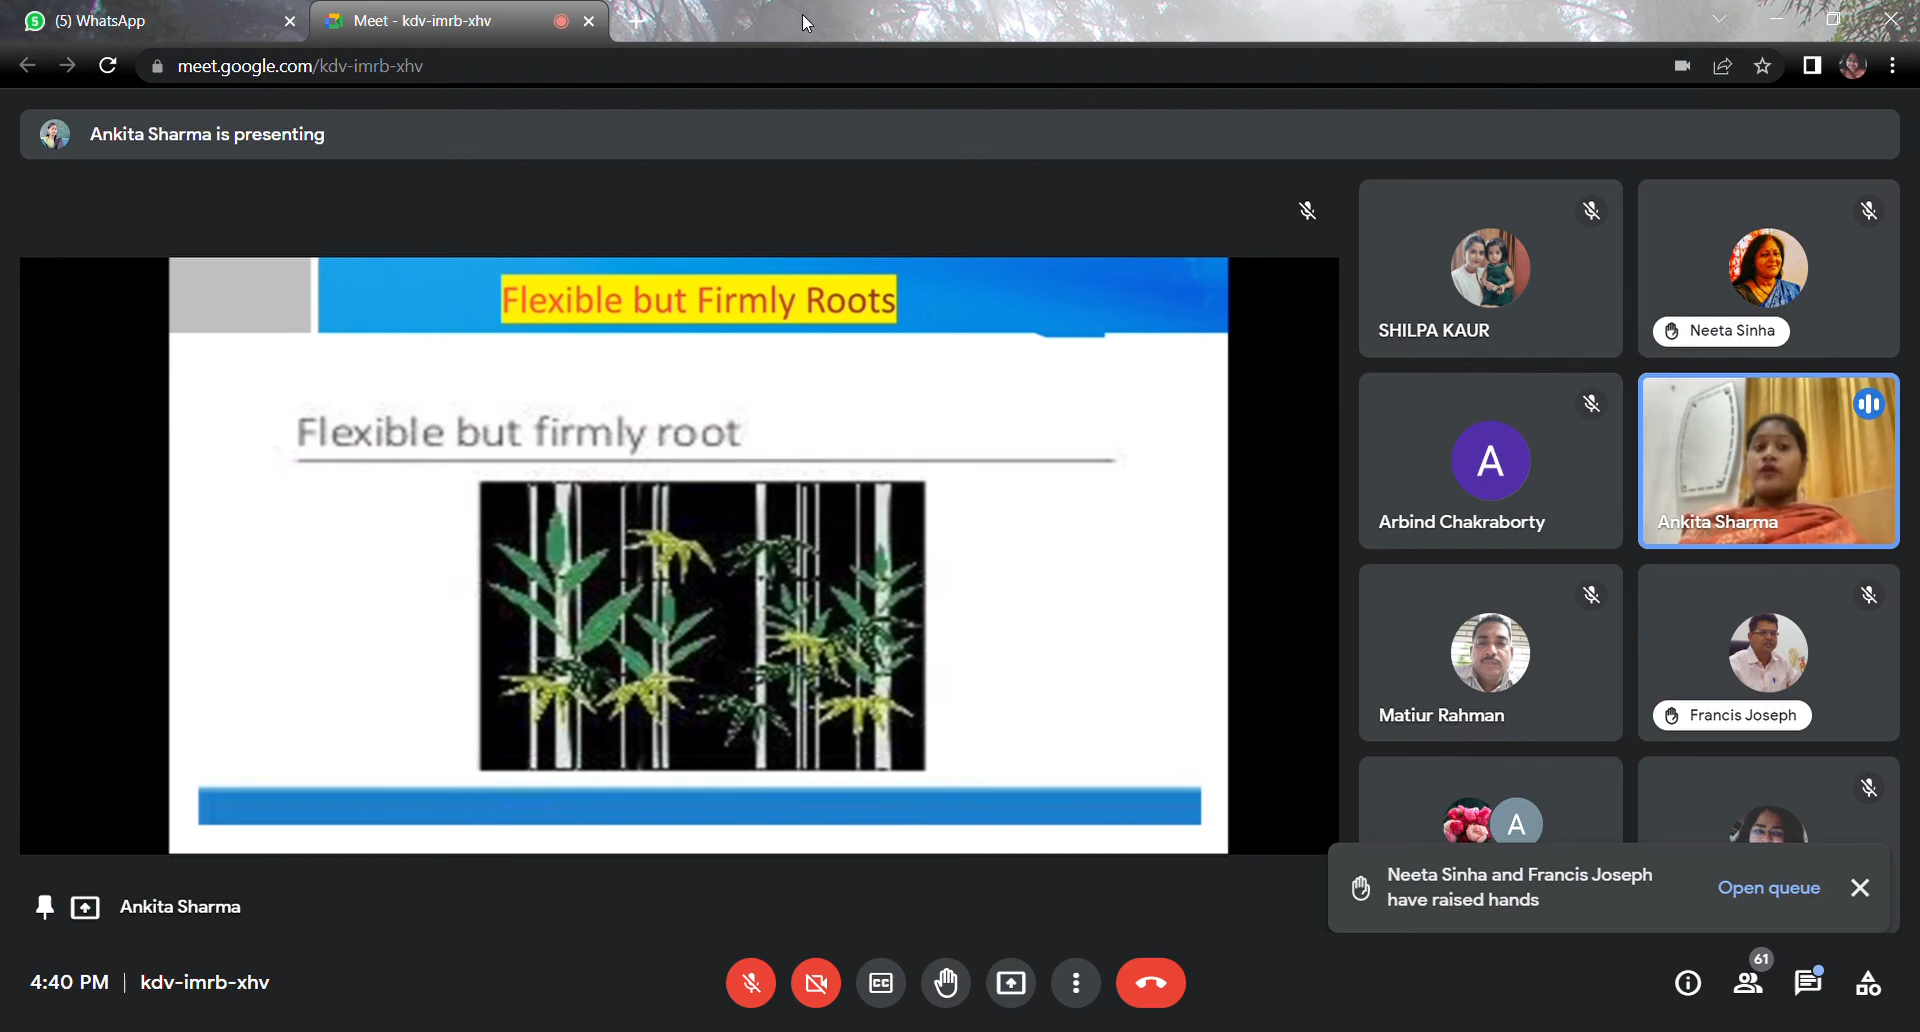 (5) WhatsApp
Meet - kdv-imrb-xhv
meet.google.com/kdv-imrb-xhv
Ankita Sharma is presenting
Flexible but Firmly Roots
Flexible but firmly root
SHILPA KAUR
Neeta Sinha
A
Arbind Chakraborty
Ankita Sharma
Matiur Rahman
Francis Joseph
A
Neeta Sinha and Francis Joseph
have raised hands
Open queue
Ankita Sharma
4:40 PM | kdv-imrb-xhv
CC
61